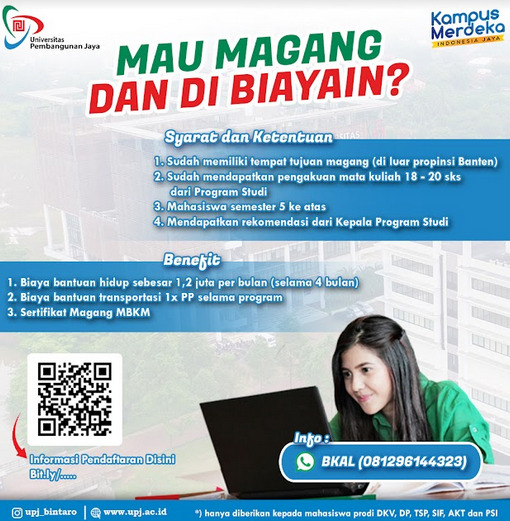 Universitas
Pembangunan Jaya
Kampus
Merdeka
INDONESIA JAYA
MAU MAGANG
DAN DI BIAYAIN?
Syarat dan Ketentuan
1. Sudah memiliki tempat tujuan magang (di luar propinsi Banten)
2. Sudah mendapatkan pengakuan mata kuliah 18 - 20 sks
dari Program Studi
3. Mahasiswa semester 5 ke atas
4. Mendapatkan rekomendasi dari Kepala Program Studi
Benefit
1. Biaya bantuan hidup sebesar 1,2 juta per bulan (selama 4 bulan)
2. Biaya bantuan transportasi 1x PP selama program
3. Sertifikat Magang MBKM
Informasi Pendaftaran Disini
Bit.ly/.....
Info :
BKAL (081296144323)
upj_bintaro
www.upj.ac.id
*) hanya diberikan kepada mahasiswa prodi DKV, DP, TSP, SIF, AKT dan PSI